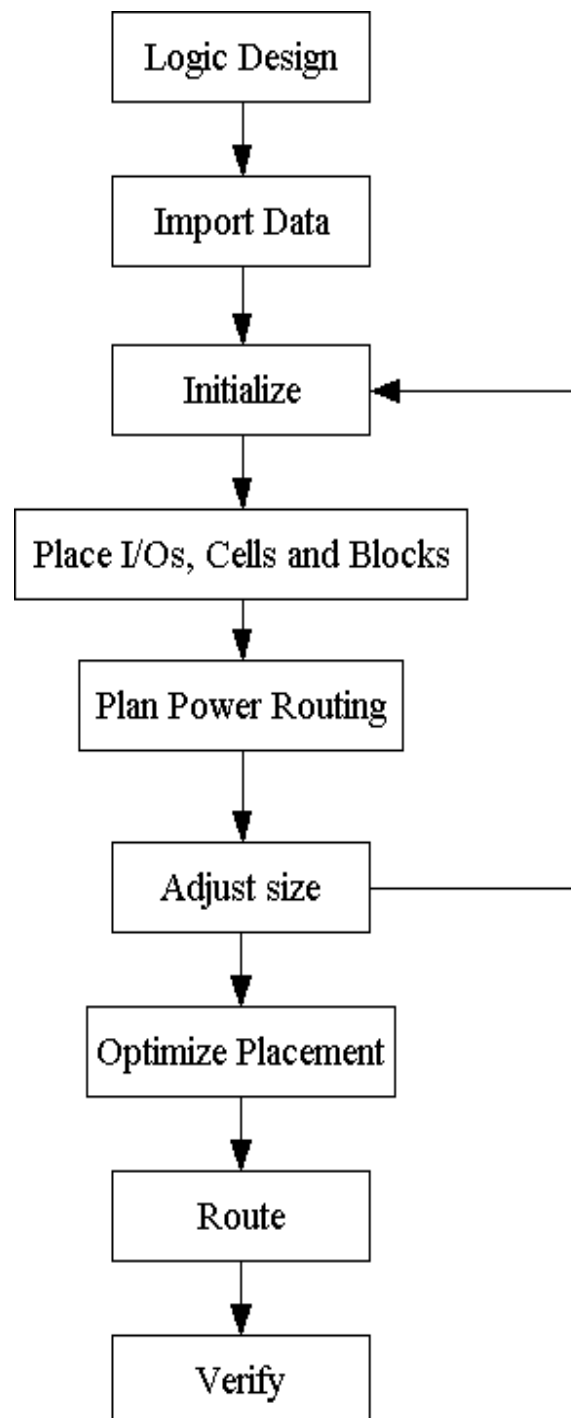 Logic Design
Import Data
Initialize
Place I/Os, Cells and Blocks
Plan Power Routing
Adjust size
Optimize Placement
Route
Verify